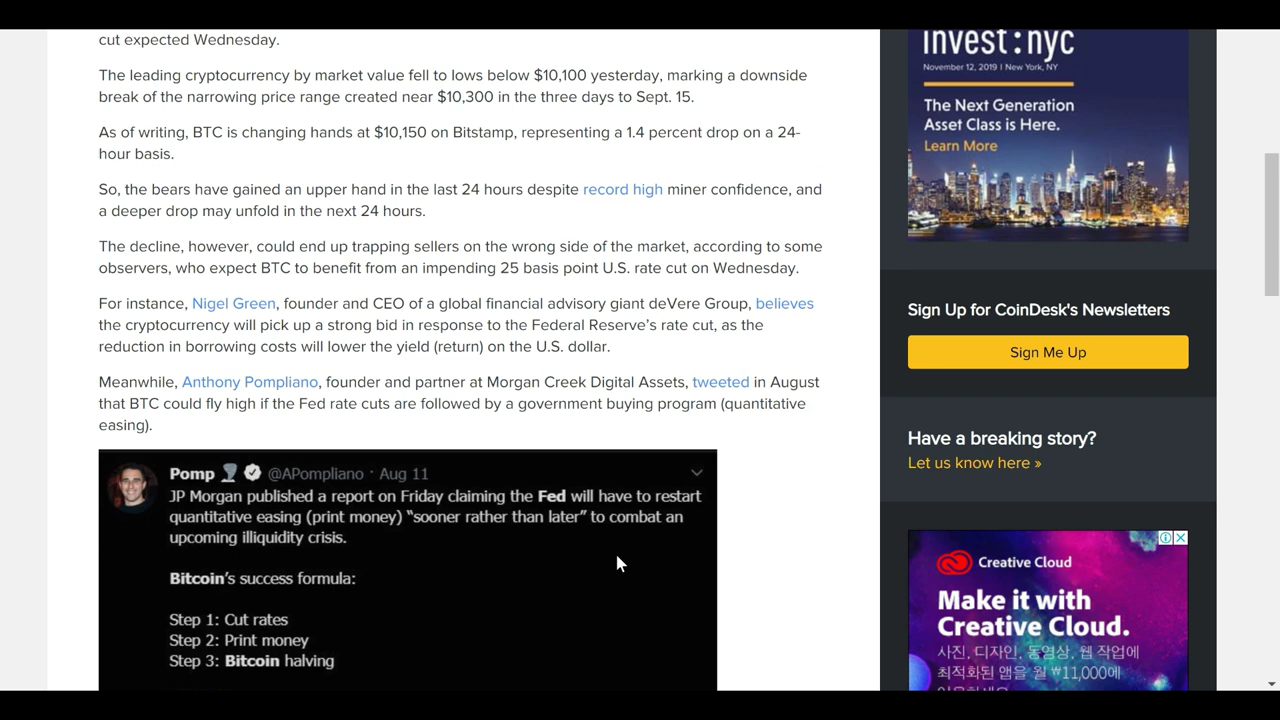 cut expected Wednesday.
The leading cryptocurrency by market value fell to lows below $10,100 yesterday, marking a downside
break of the narrowing price range created near $10,300 in the three days to Sept. 15.
As of writing, BTC is changing hands at $10,150 on Bitstamp, representing a 1.4 percent drop on a 24-
hour basis.
So, the bears have gained an upper hand in the last 24 hours despite record high miner confidence, and
a deeper drop may unfold in the next 24 hours.
The decline, however, could end up trapping sellers on the wrong side of the market, according to some
observers, who expect BTC to benefit from an impending 25 basis point U.S. rate cut on Wednesday.
For instance, Nigel Green, founder and CEO of a global financial advisory giant deVere Group, believes
the cryptocurrency will pick up a strong bid in response to the Federal Reserve’s rate cut, as the
reduction in borrowing costs will lower the yield (return) on the U.S. dollar.
Meanwhile, Anthony Pompliano, founder and partner at Morgan Creek Digital Assets, tweeted in August
that BTC could fly high if the Fed rate cuts are followed by a government buying program (quantitative
easing).
Pomp @APompliano · Aug 11
JP Morgan published a report on Friday claiming the Fed will have to restart
quantitative easing (print money) “sooner rather than later” to combat an
upcoming illiquidity crisis.
Bitcoin’s success formula:
Step 1: Cut rates
Step 2: Print money
Step 3: Bitcoin halving
invest:nyc
November 12, 2019 | New York, NY
The Next Generation
Asset Class is Here.
Learn More
Sign Up for CoinDesk's Newsletters
Sign Me Up
Have a breaking story?
Let us know here »
Creative Cloud
Make it with
Creative Cloud.
사진, 디자인, 동영상, 웹 작업에
최적화된 앱을 월 ₩11,000에